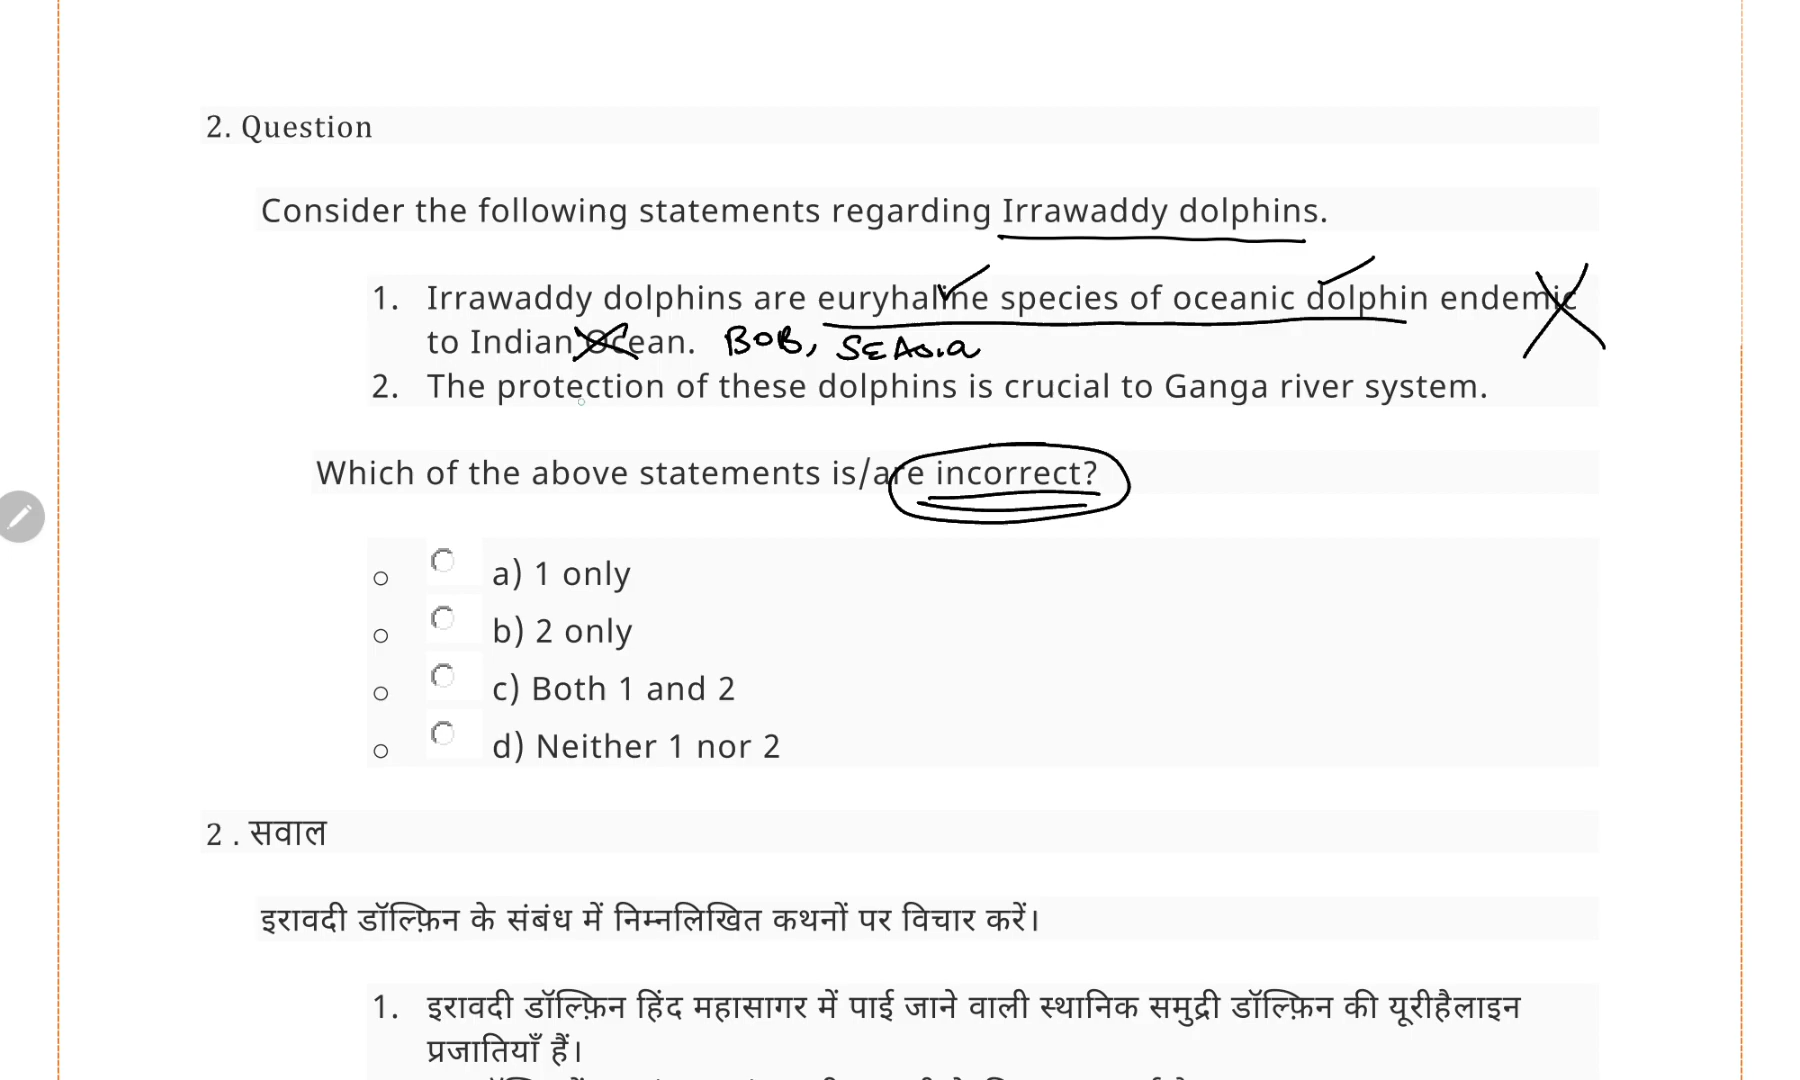 2. Question
Consider the following statements regarding Irrawaddy dolphins.
1. Irrawaddy dolphins are euryhaline species of oceanic dolphin endemic
to Indian Ocean. BOB, SE Asia
2. The protection of these dolphins is crucial to Ganga river system.
Which of the above statements is/are incorrect?
a) 1 only
b) 2 only
c) Both 1 and 2
d) Neither 1 nor 2
2 . सवाल
इरावदी डॉल्फ़िन के संबंध में निम्नलिखित कथनों पर विचार करें।
1. इरावदी डॉल्फ़िन हिंद महासागर में पाई जाने वाली स्थानिक समुद्री डॉल्फ़िन की यूरीहैलाइन
प्रजातियाँ हैं।